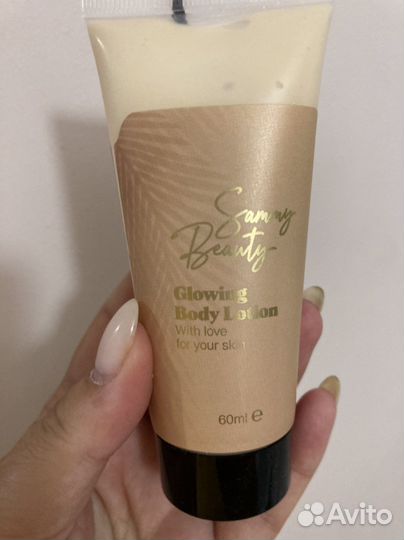 Sammy
Beauty
Glowing
Body Lotion
With love
for your skin
60ml e
Avito